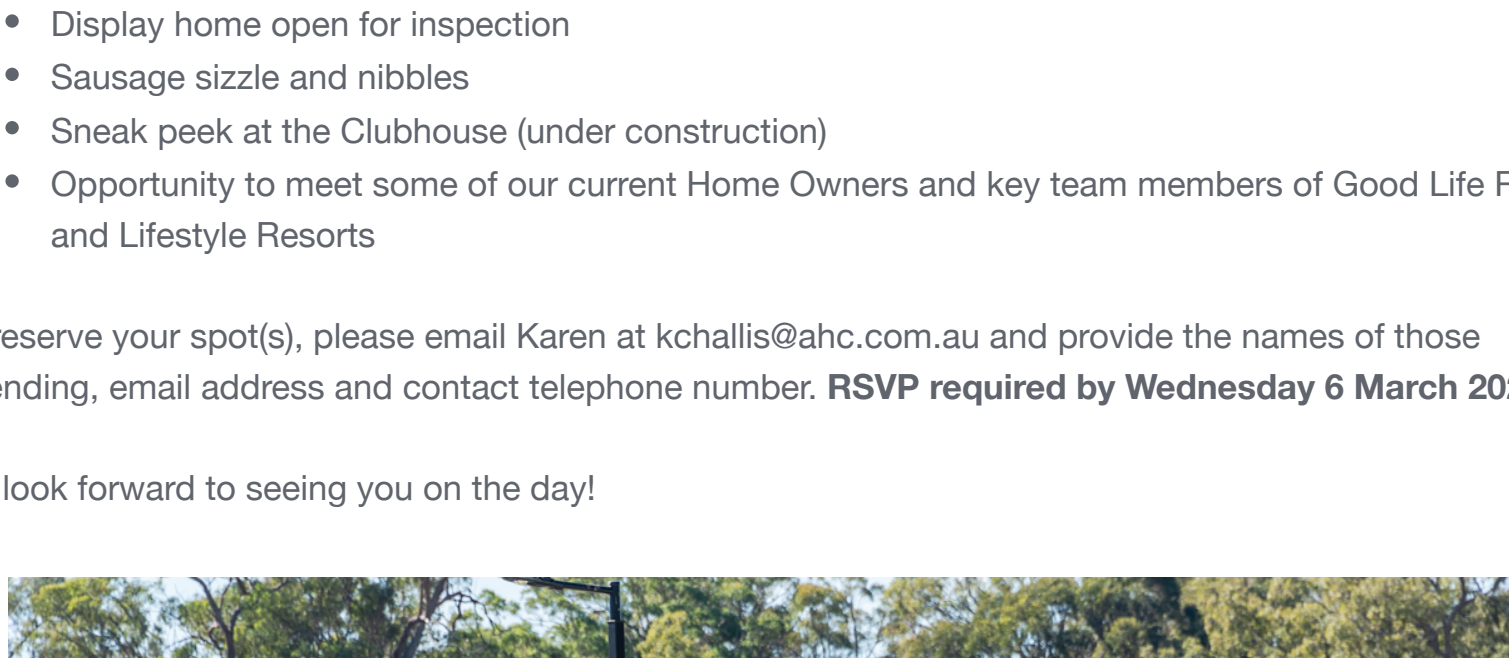 Display home open for inspection
Sausage sizzle and nibbles
Sneak peek at the Clubhouse (under construction)
Opportunity to meet some of our current Home Owners and key team members of Good Life
and Lifestyle Resorts
reserve your spot(s), please email Karen at kchallis@ahc.com.au and provide the names of those
ending, email address and contact telephone number. RSVP required by Wednesday 6 March
look forward to seeing you on the day!